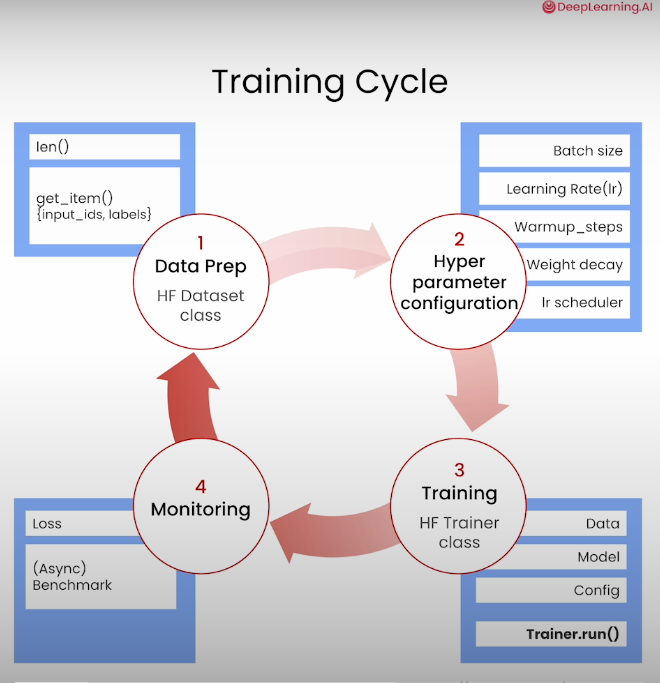 DeepLearning.AI
Training Cycle
len()
get_item()
{input_ids, labels}
1
Data Prep
HF Dataset
class
Batch size
Learning Rate(lr)
Warmup_steps
Weight decay
lr scheduler
2
Hyper
parameter
configuration
3
Training
HF Trainer
class
Data
Model
Config
Trainer.run()
4
Monitoring
Loss
(Async)
Benchmark